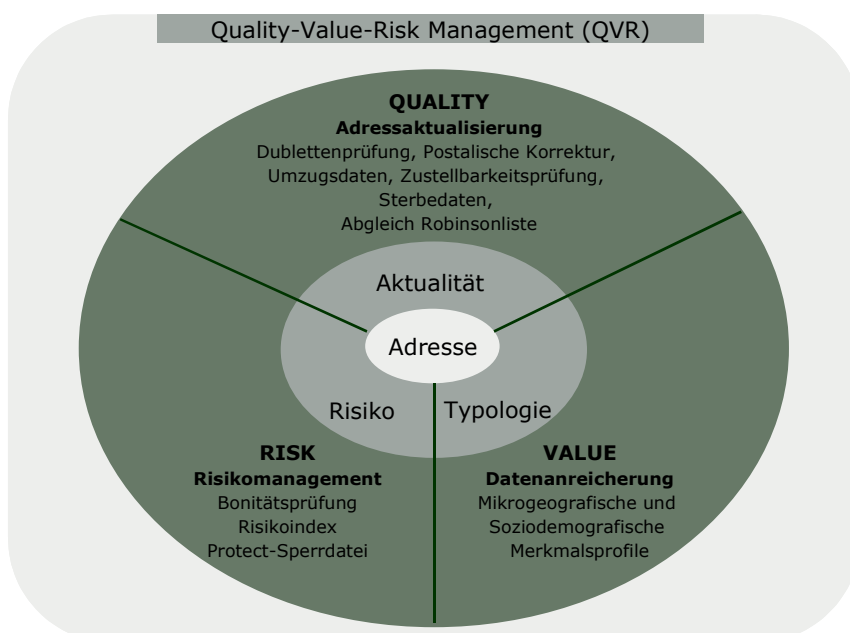 Quality-Value-Risk Management (QVR)
QUALITY
Adressaktualisierung
Dublettenprüfung, Postalische Korrektur,
Umzugsdaten, Zustellbarkeitsprüfung,
Sterbedaten,
Abgleich Robinsonliste
Aktualität
Adresse
Risiko
Typologie
RISK
Risikomanagement
Bonitätsprüfung
Risikoindex
Protect-Sperrdatei
VALUE
Datenanreicherung
Mikrogeografische und
Soziodemografische
Merkmalsprofile